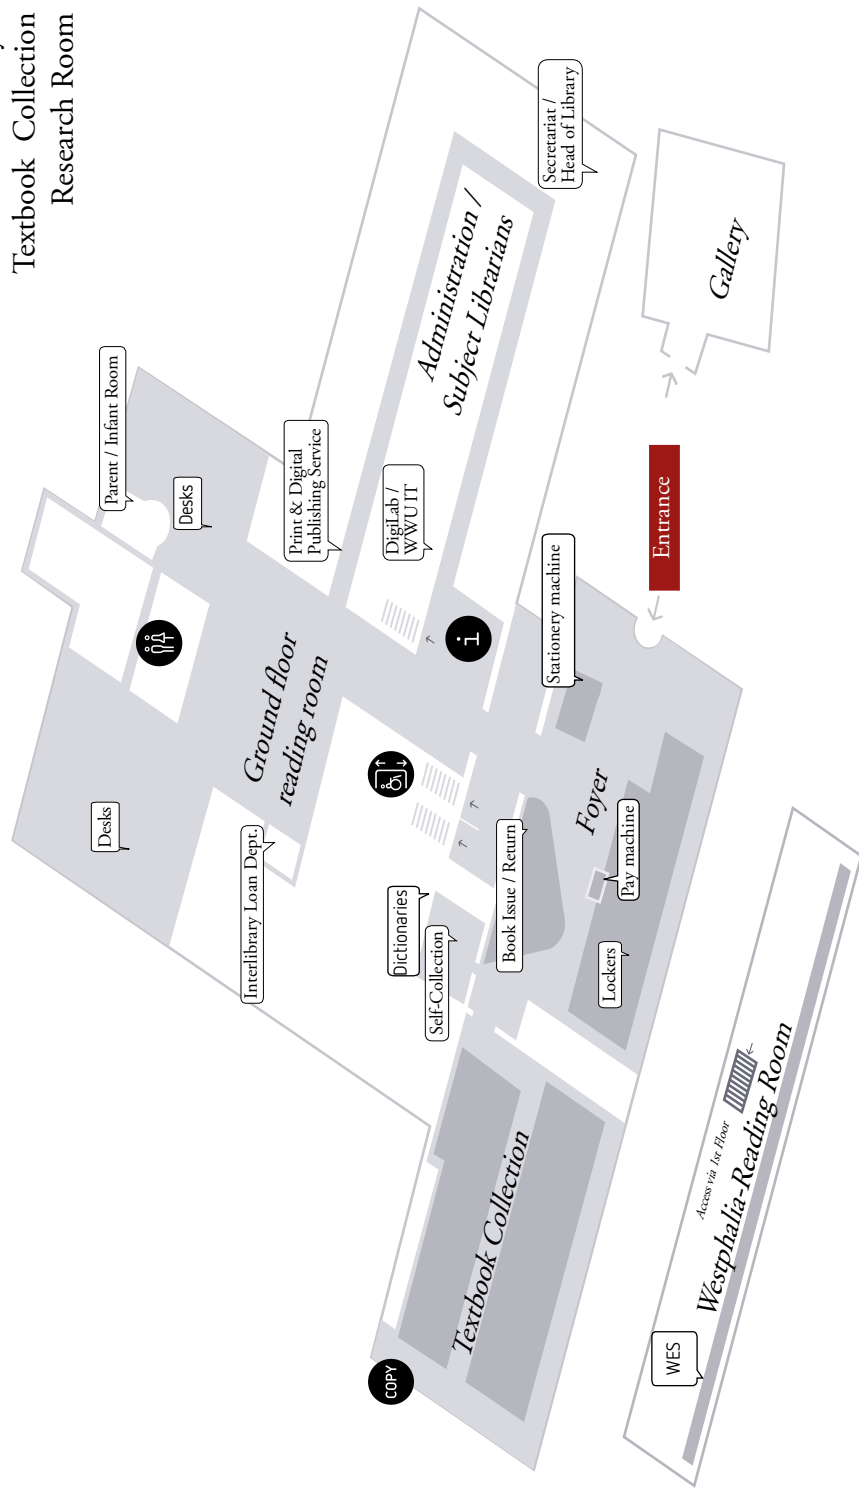 Textbook Collection
Research Room
Secretariat /
Head of Library
Gallery
Administration /
Subject Librarians
Parent / Infant Room
Desks
Print & Digital
Publishing Service
DigiLab /
WWU IT
Entrance
Stationery machine
i
Ground floor
reading room
Desks
Interlibrary Loan Dept.
Dictionaries
Self-Collection
Book Issue / Return
Foyer
Pay machine
Lockers
Textbook Collection
COPY
Access via 1st Floor
Westphalia-Reading Room
WES